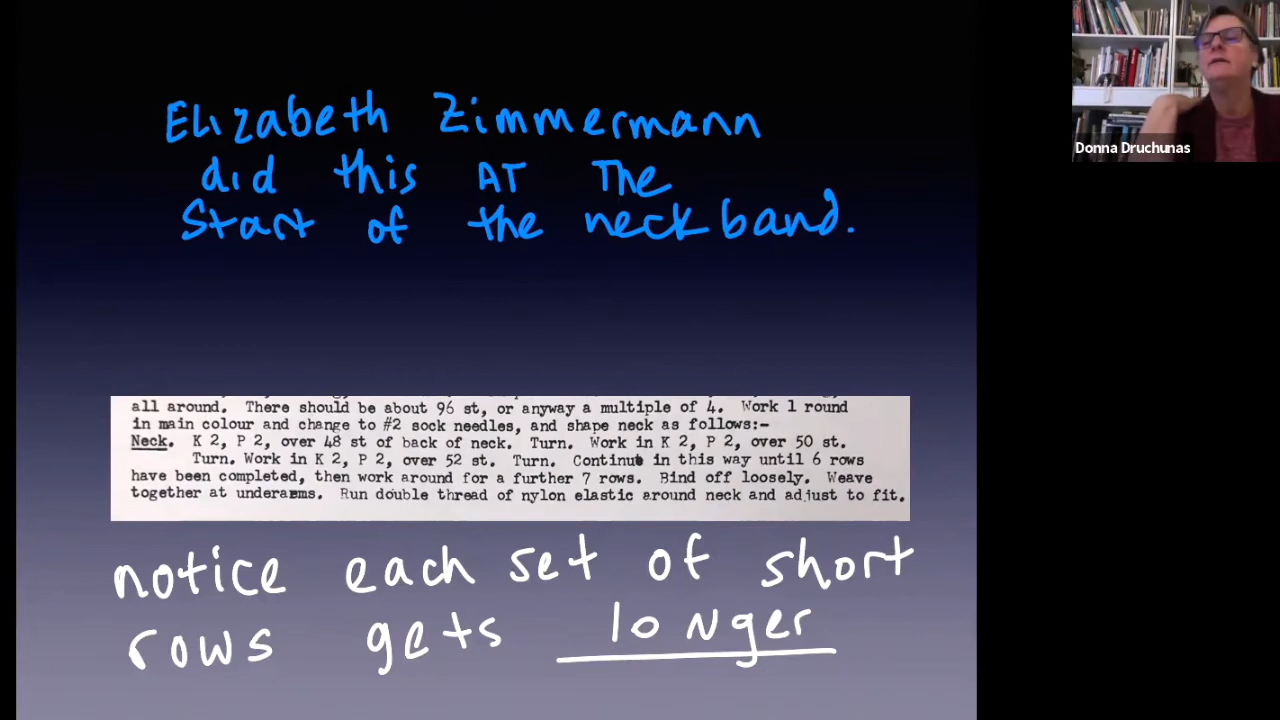 Elizabeth Zimmermann
did this AT The
Start of the neckband.
all around. There should be about 96 st, or anyway a multiple of 4. Work 1 round
in main colour and change to #2 sock needles, and shape neck as follows:-
Neck. K 2, P 2, over 48 st of back of neck. Turn. Work in K 2, P 2, over 50 st.
Turn. Work in K 2, P 2, over 52 st. Turn. Continue in this way until 6 rows
have been completed, then work around for a further 7 rows. Bind off loosely. Weave
together at underarms. Run double thread of nylon elastic around neck and adjust to fit.
notice each set of short
rows gets longer
Donna Druchunas